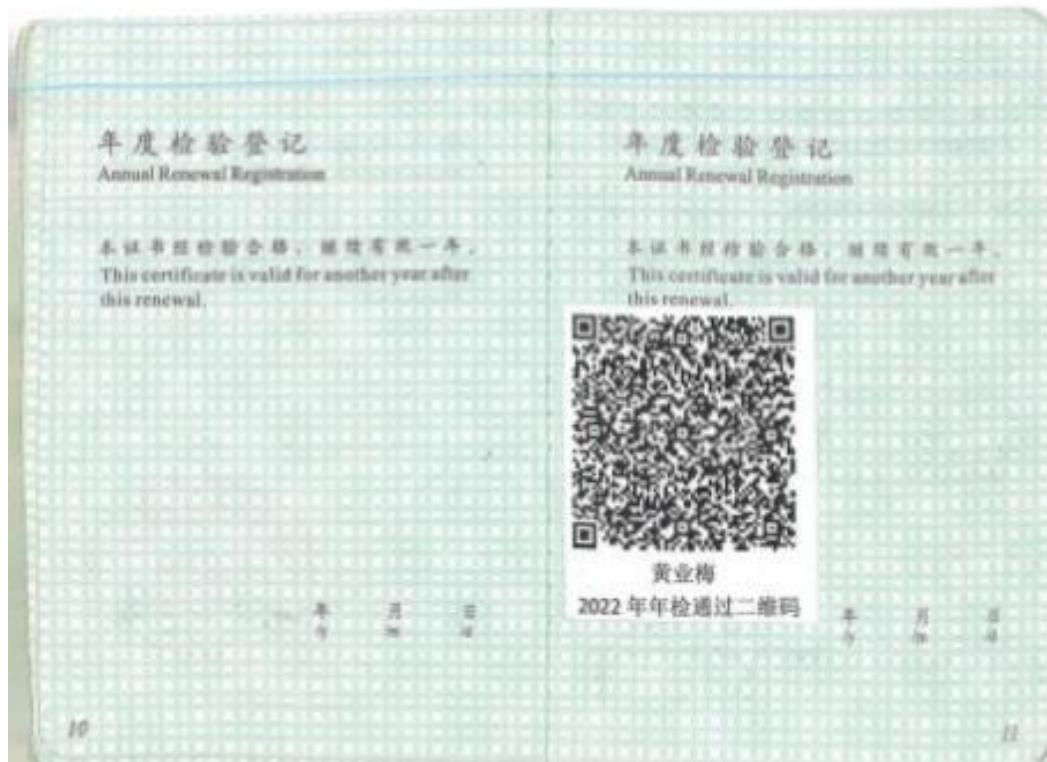 年度检验登记
Annual Renewal Registration
本证书经检验合格，继续有效一年。
This certificate is valid for another year after
this renewal.
年 月 日
/y /m /d
10
年度检验登记
Annual Renewal Registration
本证书经检验合格，继续有效一年。
This certificate is valid for another year after
this renewal.
黄业梅
2022 年年检通过二维码
年 月 日
/y /m /d
11